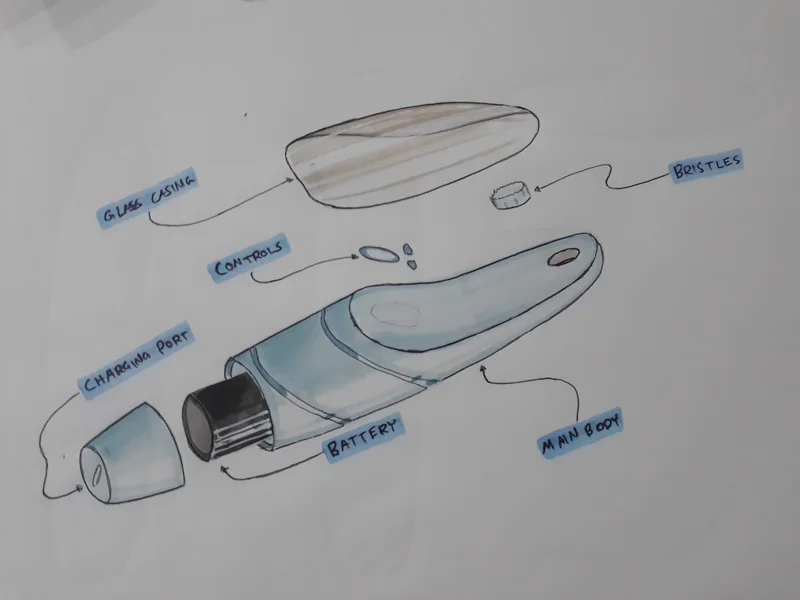 BRISTLES
GLASS CASING
CONTROLS
CHARGING PORT
BATTERY
MAIN BODY